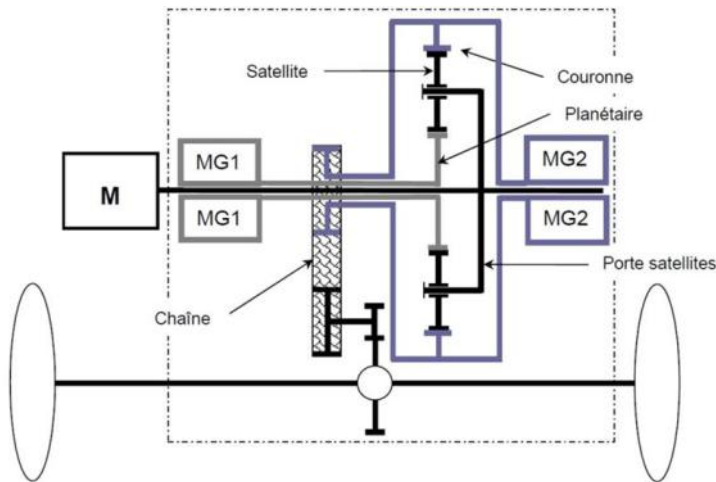 Satellite
Couronne
Planétaire
MG1
MG2
M
MG1
MG2
Porte satellites
Chaîne